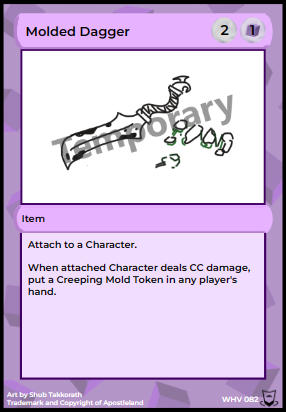 Molded Dagger
2
1
Temporary
Item
Attach to a Character.
When attached Character deals CC damage,
put a Creeping Mold Token in any player's
hand.
Art by Shub Takkorath
Trademark and Copyright of Apostleland
WHV 082